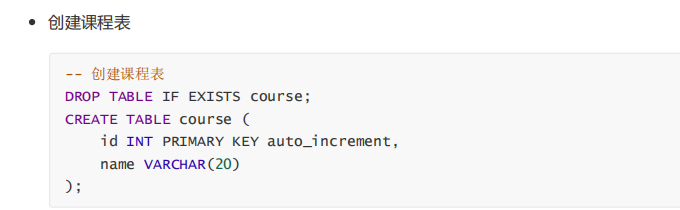 创建课程表
-- 创建课程表
DROP TABLE IF EXISTS course;
CREATE TABLE course (
    id INT PRIMARY KEY auto_increment,
    name VARCHAR(20)
);